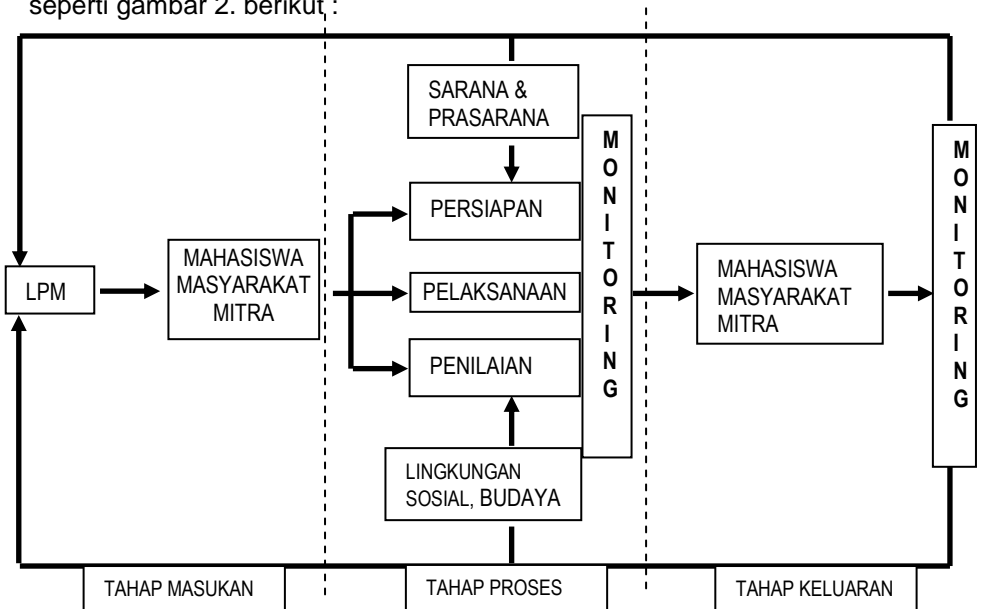 seperti gambar 2. berikut :
SARANA &
PRASARANA
PERSIAPAN
PELAKSANAAN
PENILAIAN
LINGKUNGAN
SOSIAL, BUDAYA
MONITORING
LPM
MAHASISWA
MASYARAKAT
MITRA
MAHASISWA
MASYARAKAT
MITRA
MONITORING
TAHAP MASUKAN
TAHAP PROSES
TAHAP KELUARAN